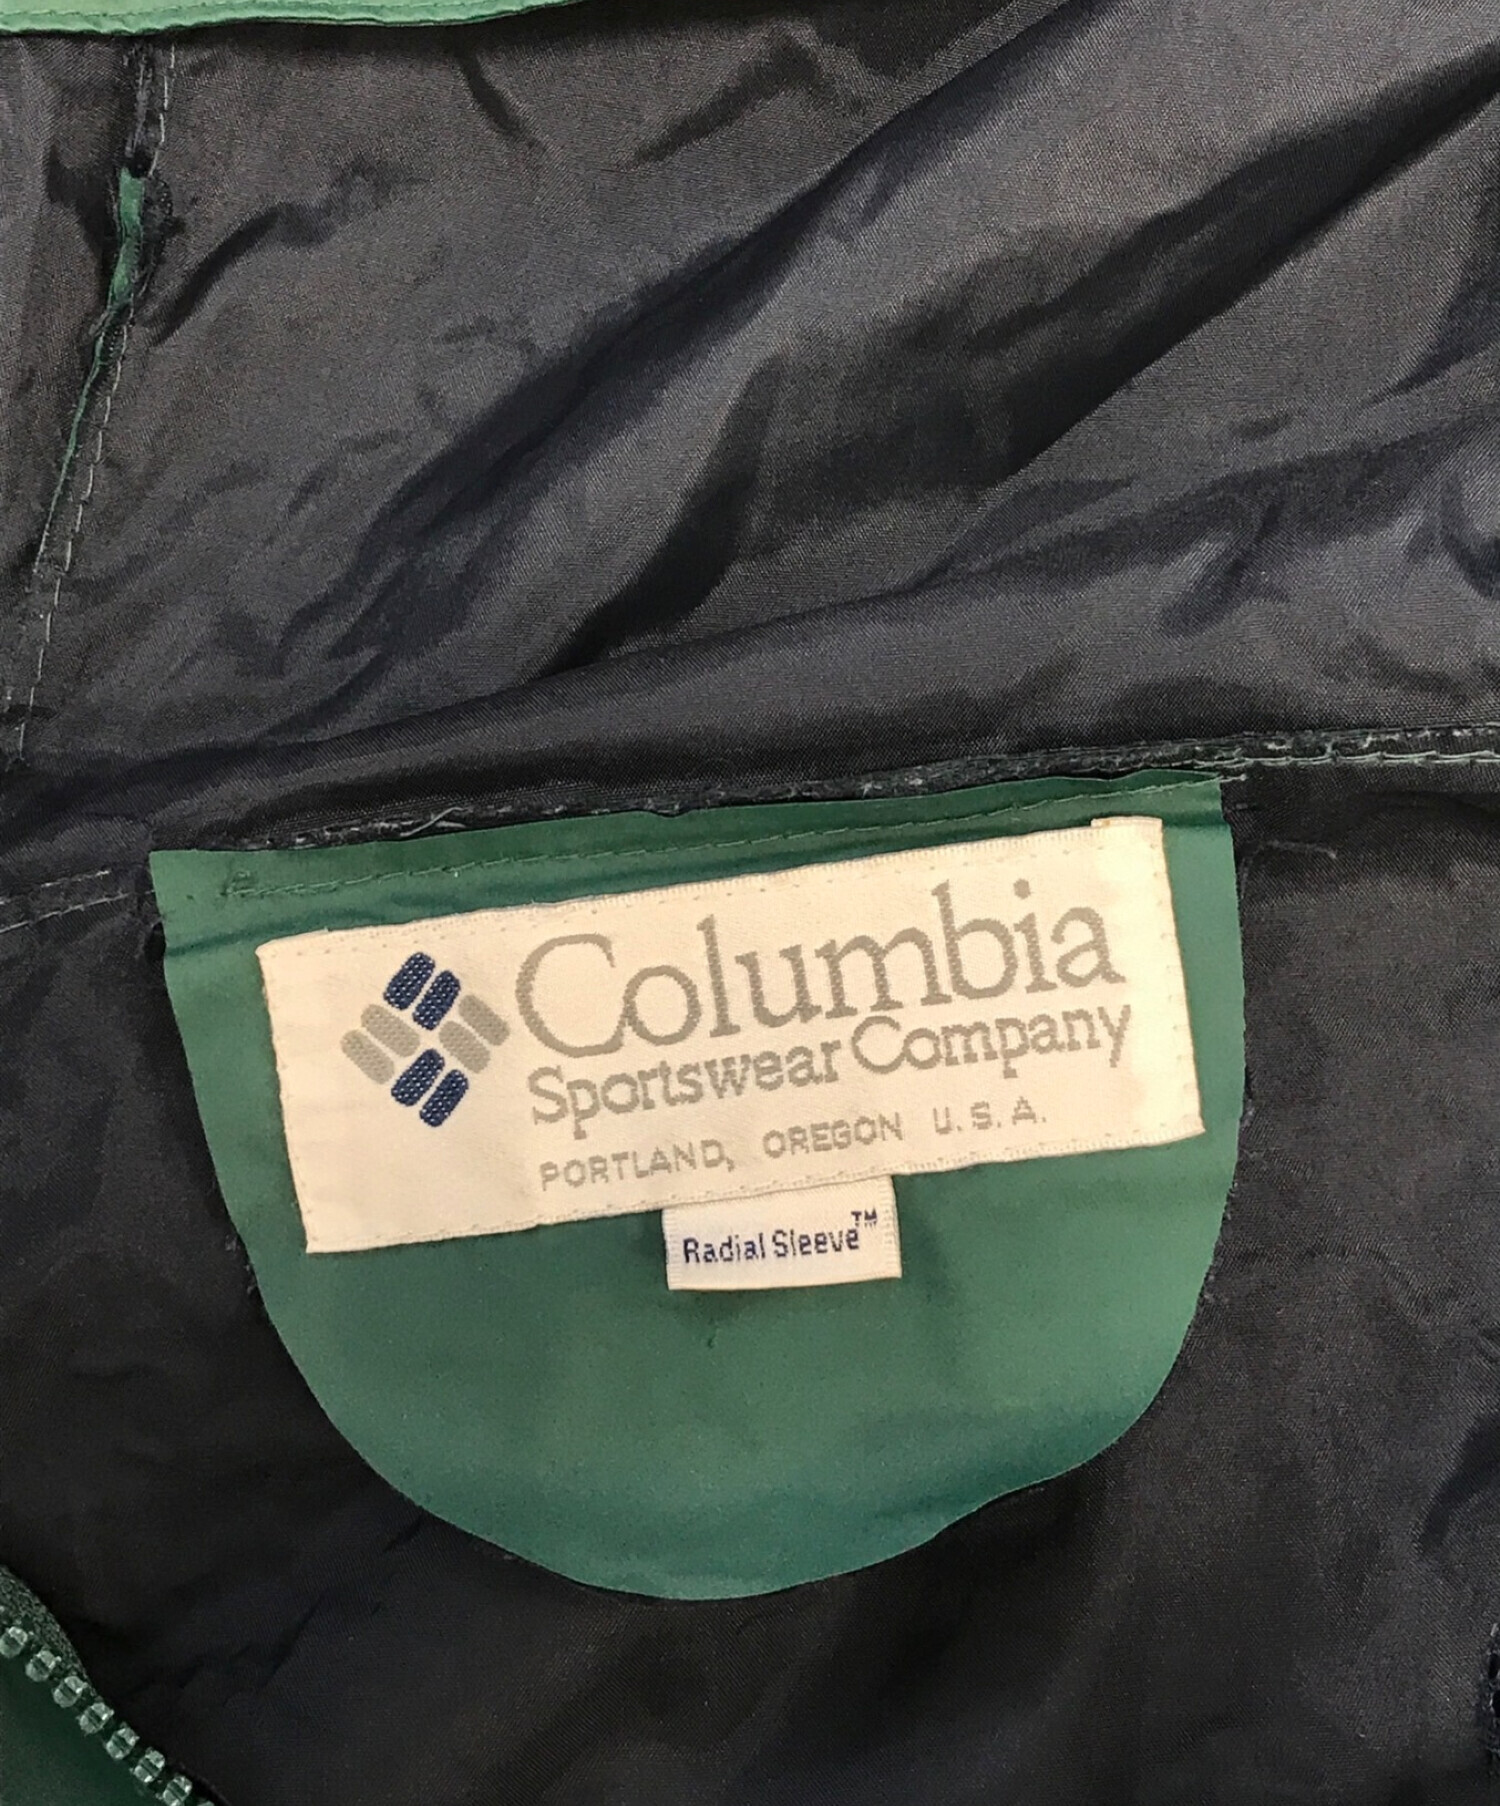 Columbia
Sportswear Company
PORTLAND, OREGON U.S.A.
Radial Sleeve™